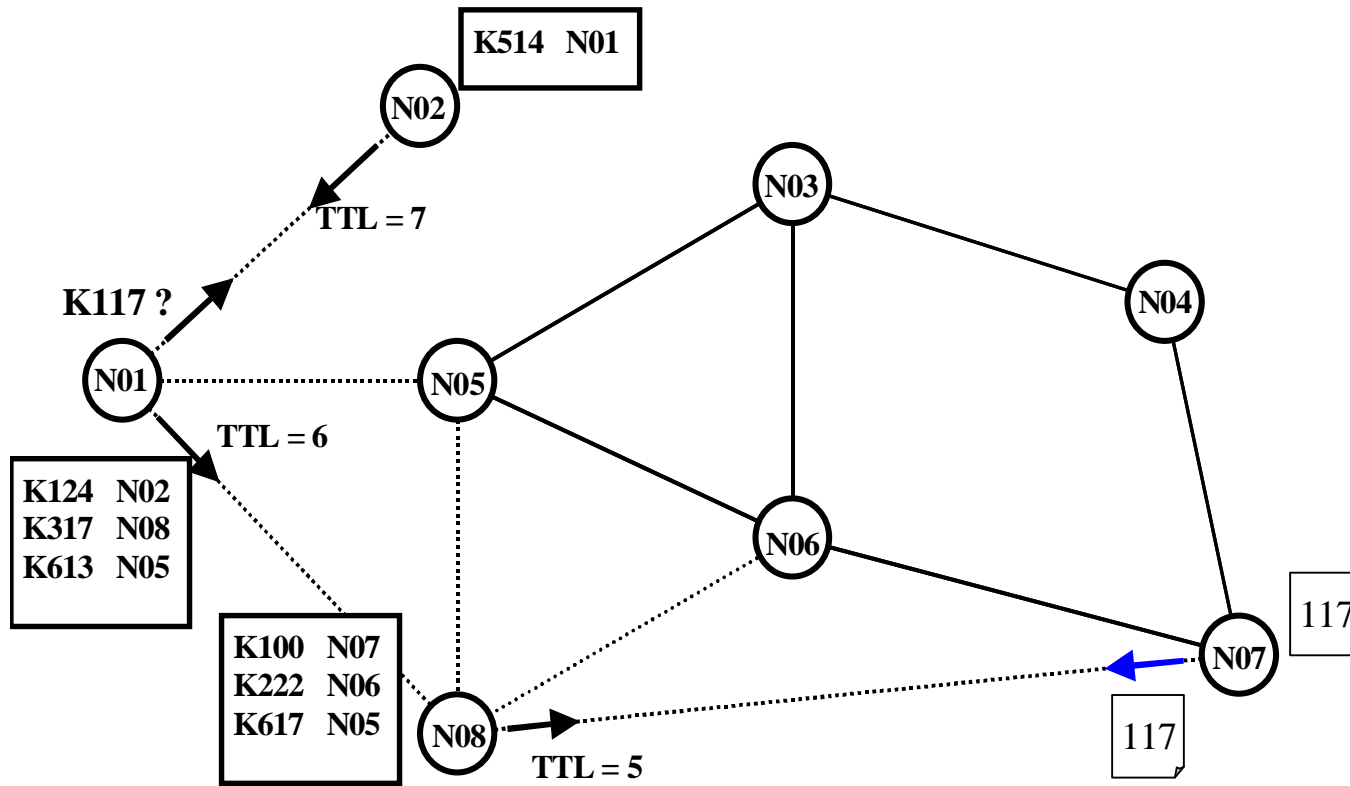 K514 N01
N02
N03
TTL = 7
K117 ?
N04
N01
N05
TTL = 6
K124 N02
K317 N08
K613 N05
N06
117
K100 N07
K222 N06
K617 N05
N07
N08
117
TTL = 5